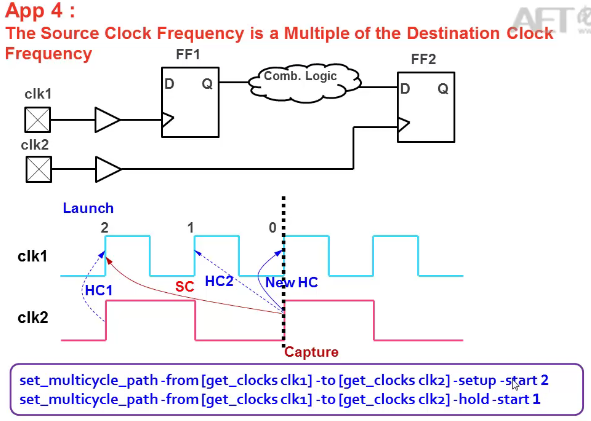 App 4 :
The Source Clock Frequency is a Multiple of the Destination Clock
Frequency
AFT
FF1
FF2
Comb. Logic
D Q
D Q
clk1
clk2
Launch
2 1 0
clk1
HC1
SC
HC2
New HC
clk2
Capture
set_multicycle_path -from [get_clocks clk1] -to [get_clocks clk2] -setup -start 2
set_multicycle_path -from [get_clocks clk1] -to [get_clocks clk2] -hold -start 1